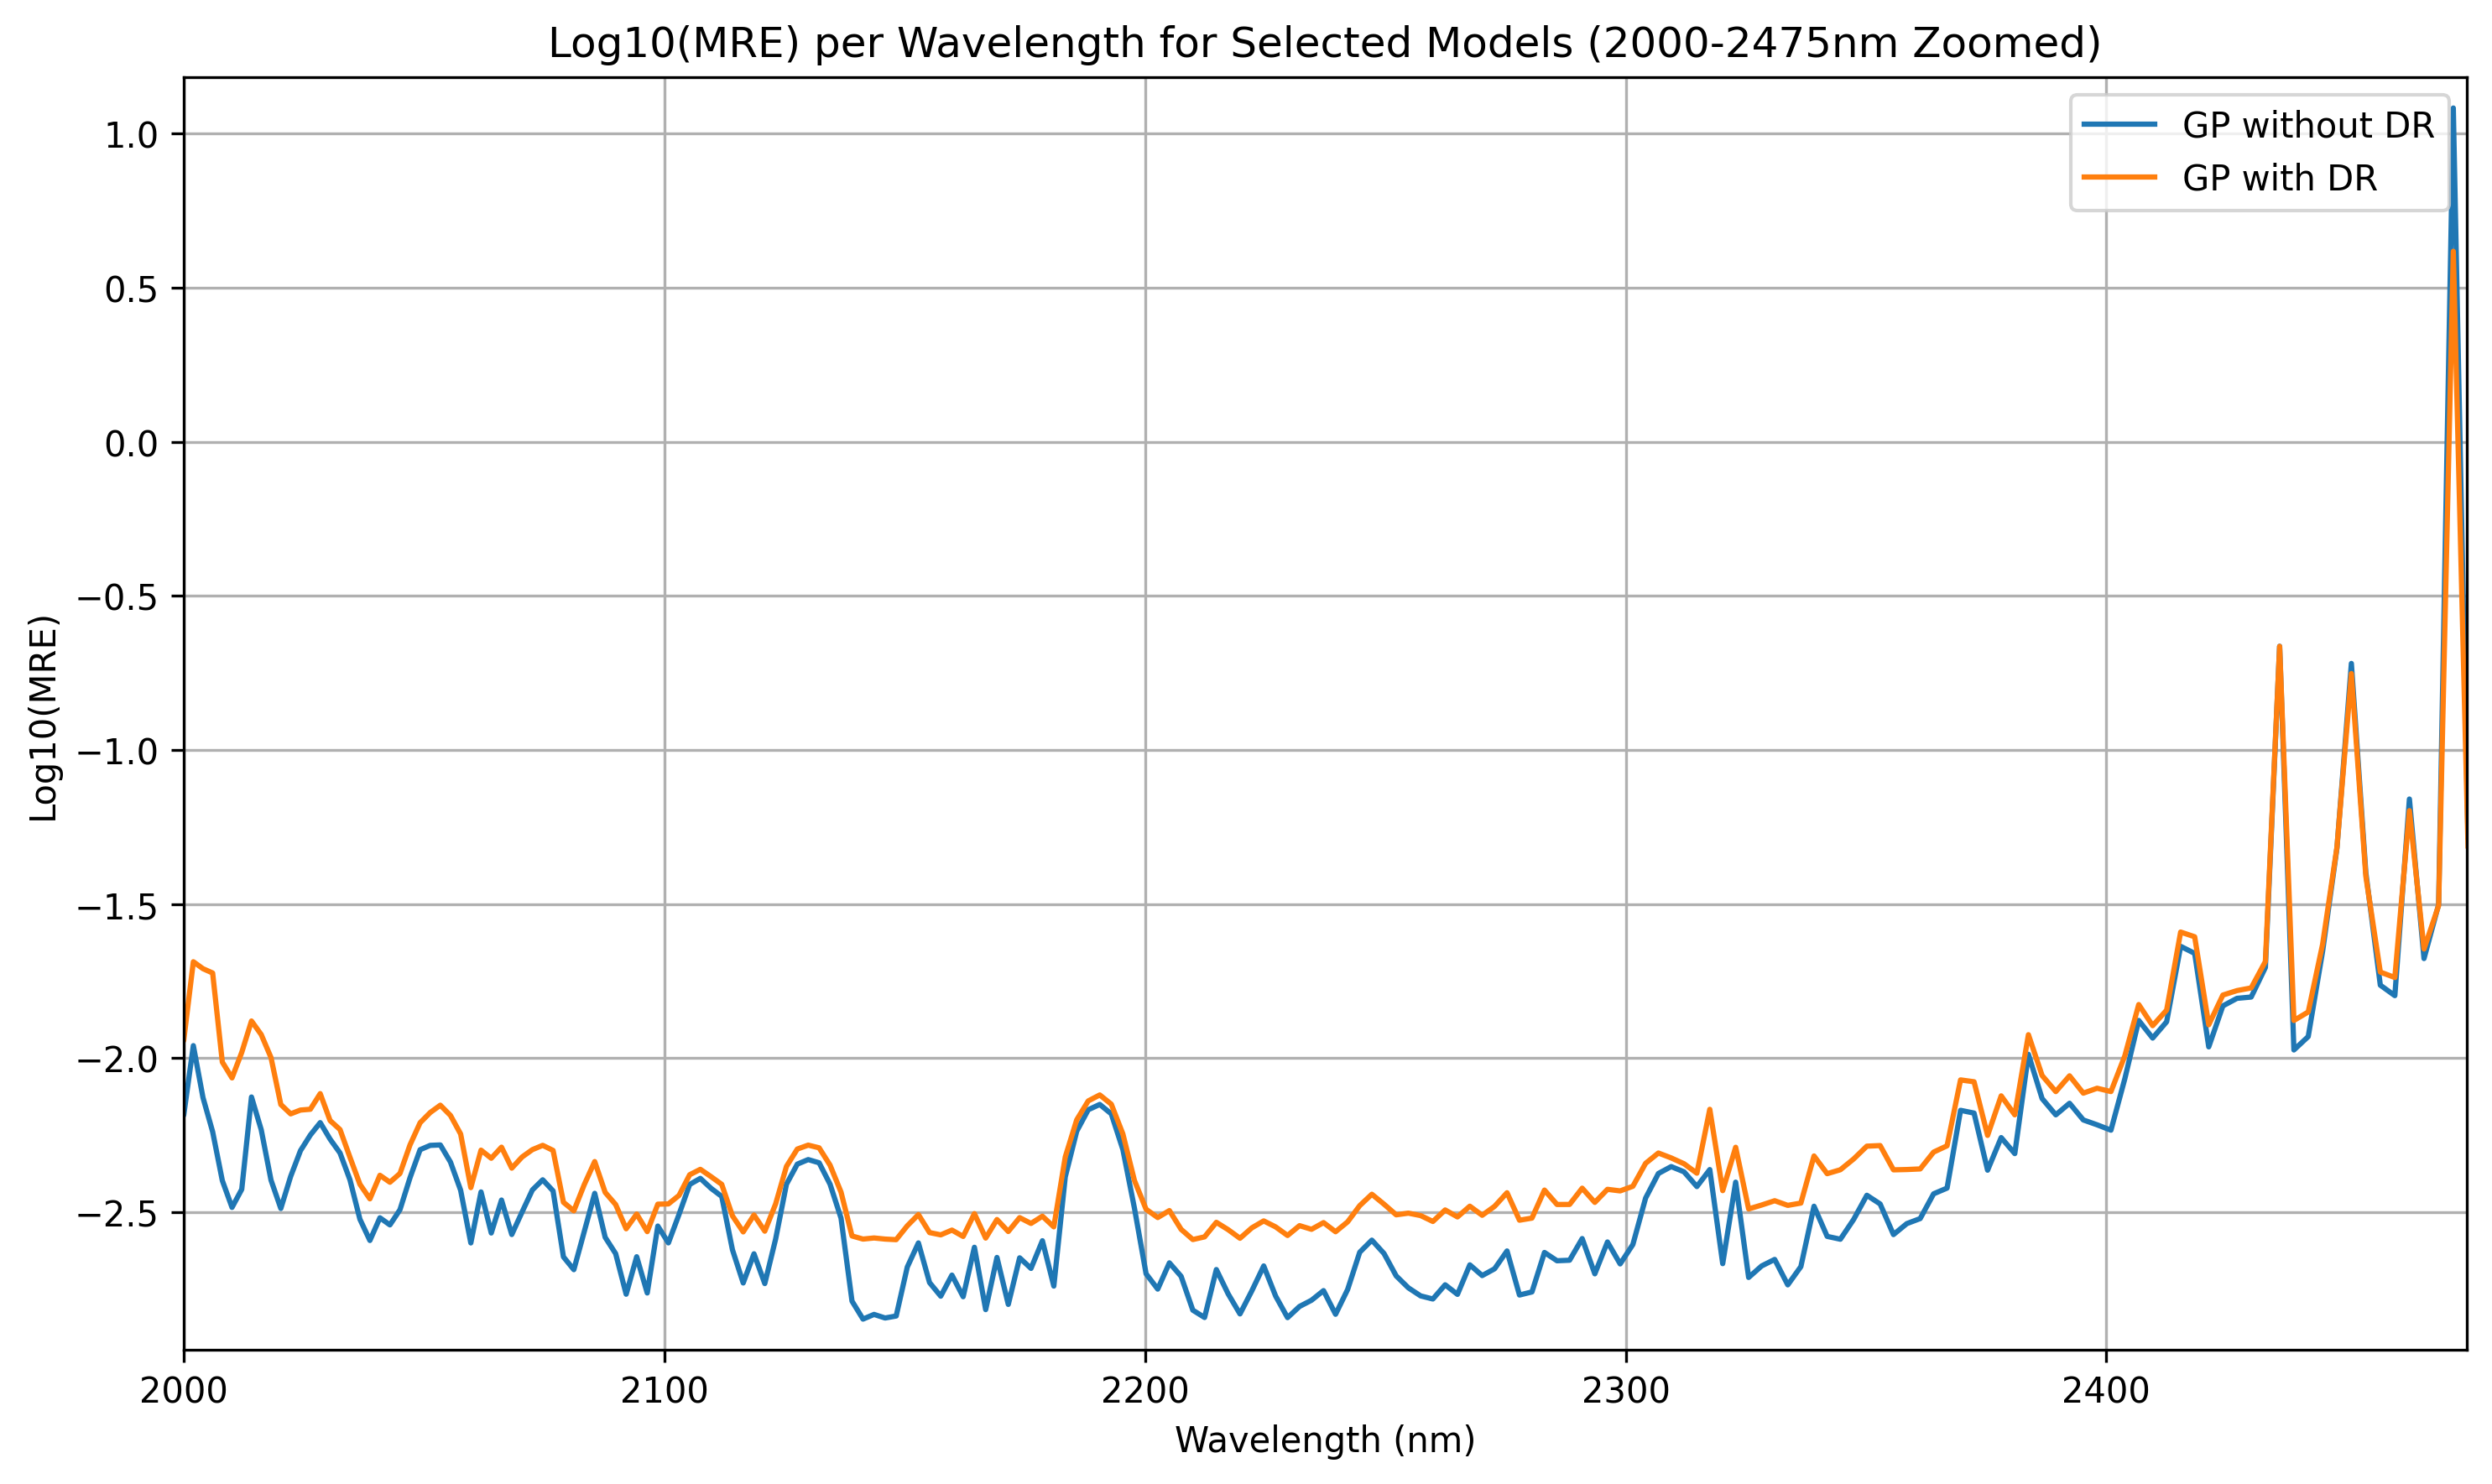 Log10(MRE) per Wavelength for Selected Models (2000-2475nm Zoomed)
GP without DR
GP with DR
1.0
0.5
0.0
−0.5
−1.0
−1.5
−2.0
−2.5
Log10(MRE)
2000
2100
2200
2300
2400
Wavelength (nm)